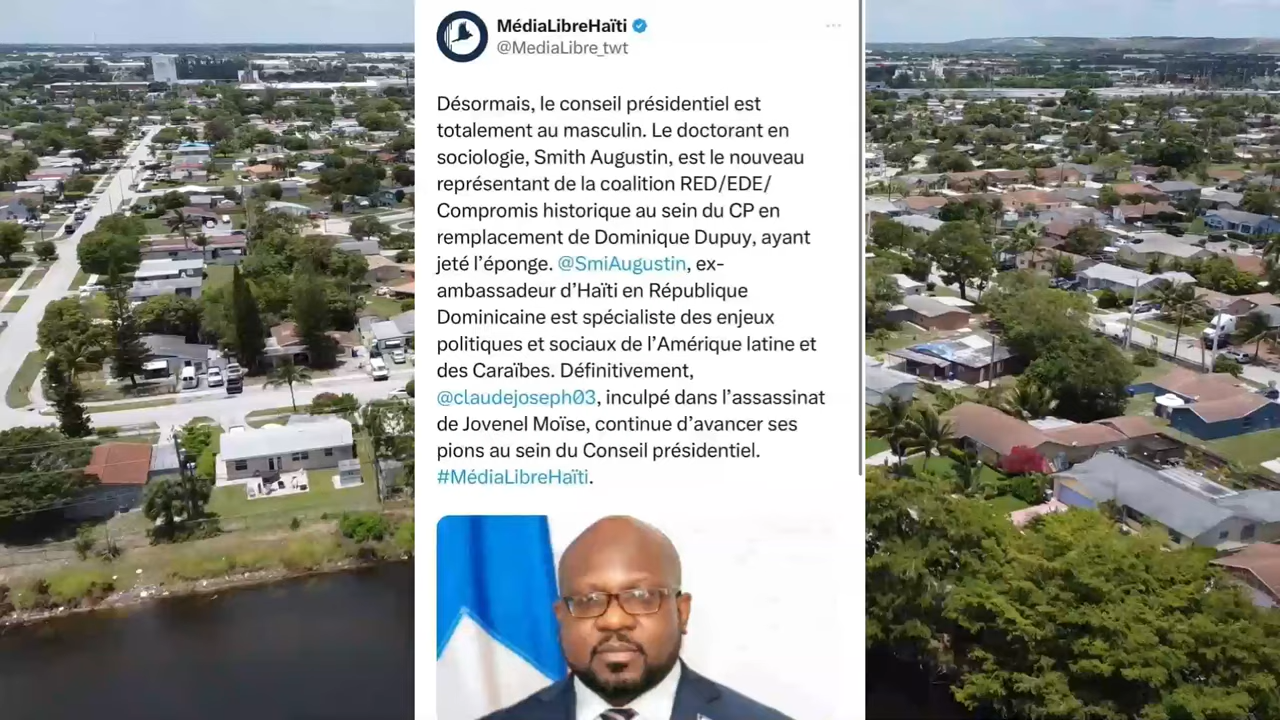 MédiaLibreHaïti
@MediaLibre_twt
Désormais, le conseil présidentiel est
totalement au masculin. Le doctorant en
sociologie, Smith Augustin, est le nouveau
représentant de la coalition RED/EDE/
Compromis historique au sein du CP en
remplacement de Dominique Dupuy, ayant
jeté l’éponge. @SmiAugustin, ex-
ambassadeur d’Haïti en République
Dominicaine est spécialiste des enjeux
politiques et sociaux de l’Amérique latine et
des Caraïbes. Définitivement,
@claudejoseph03, inculpé dans l’assassinat
de Jovenel Moïse, continue d’avancer ses
pions au sein du Conseil présidentiel.
#MédiaLibreHaïti.